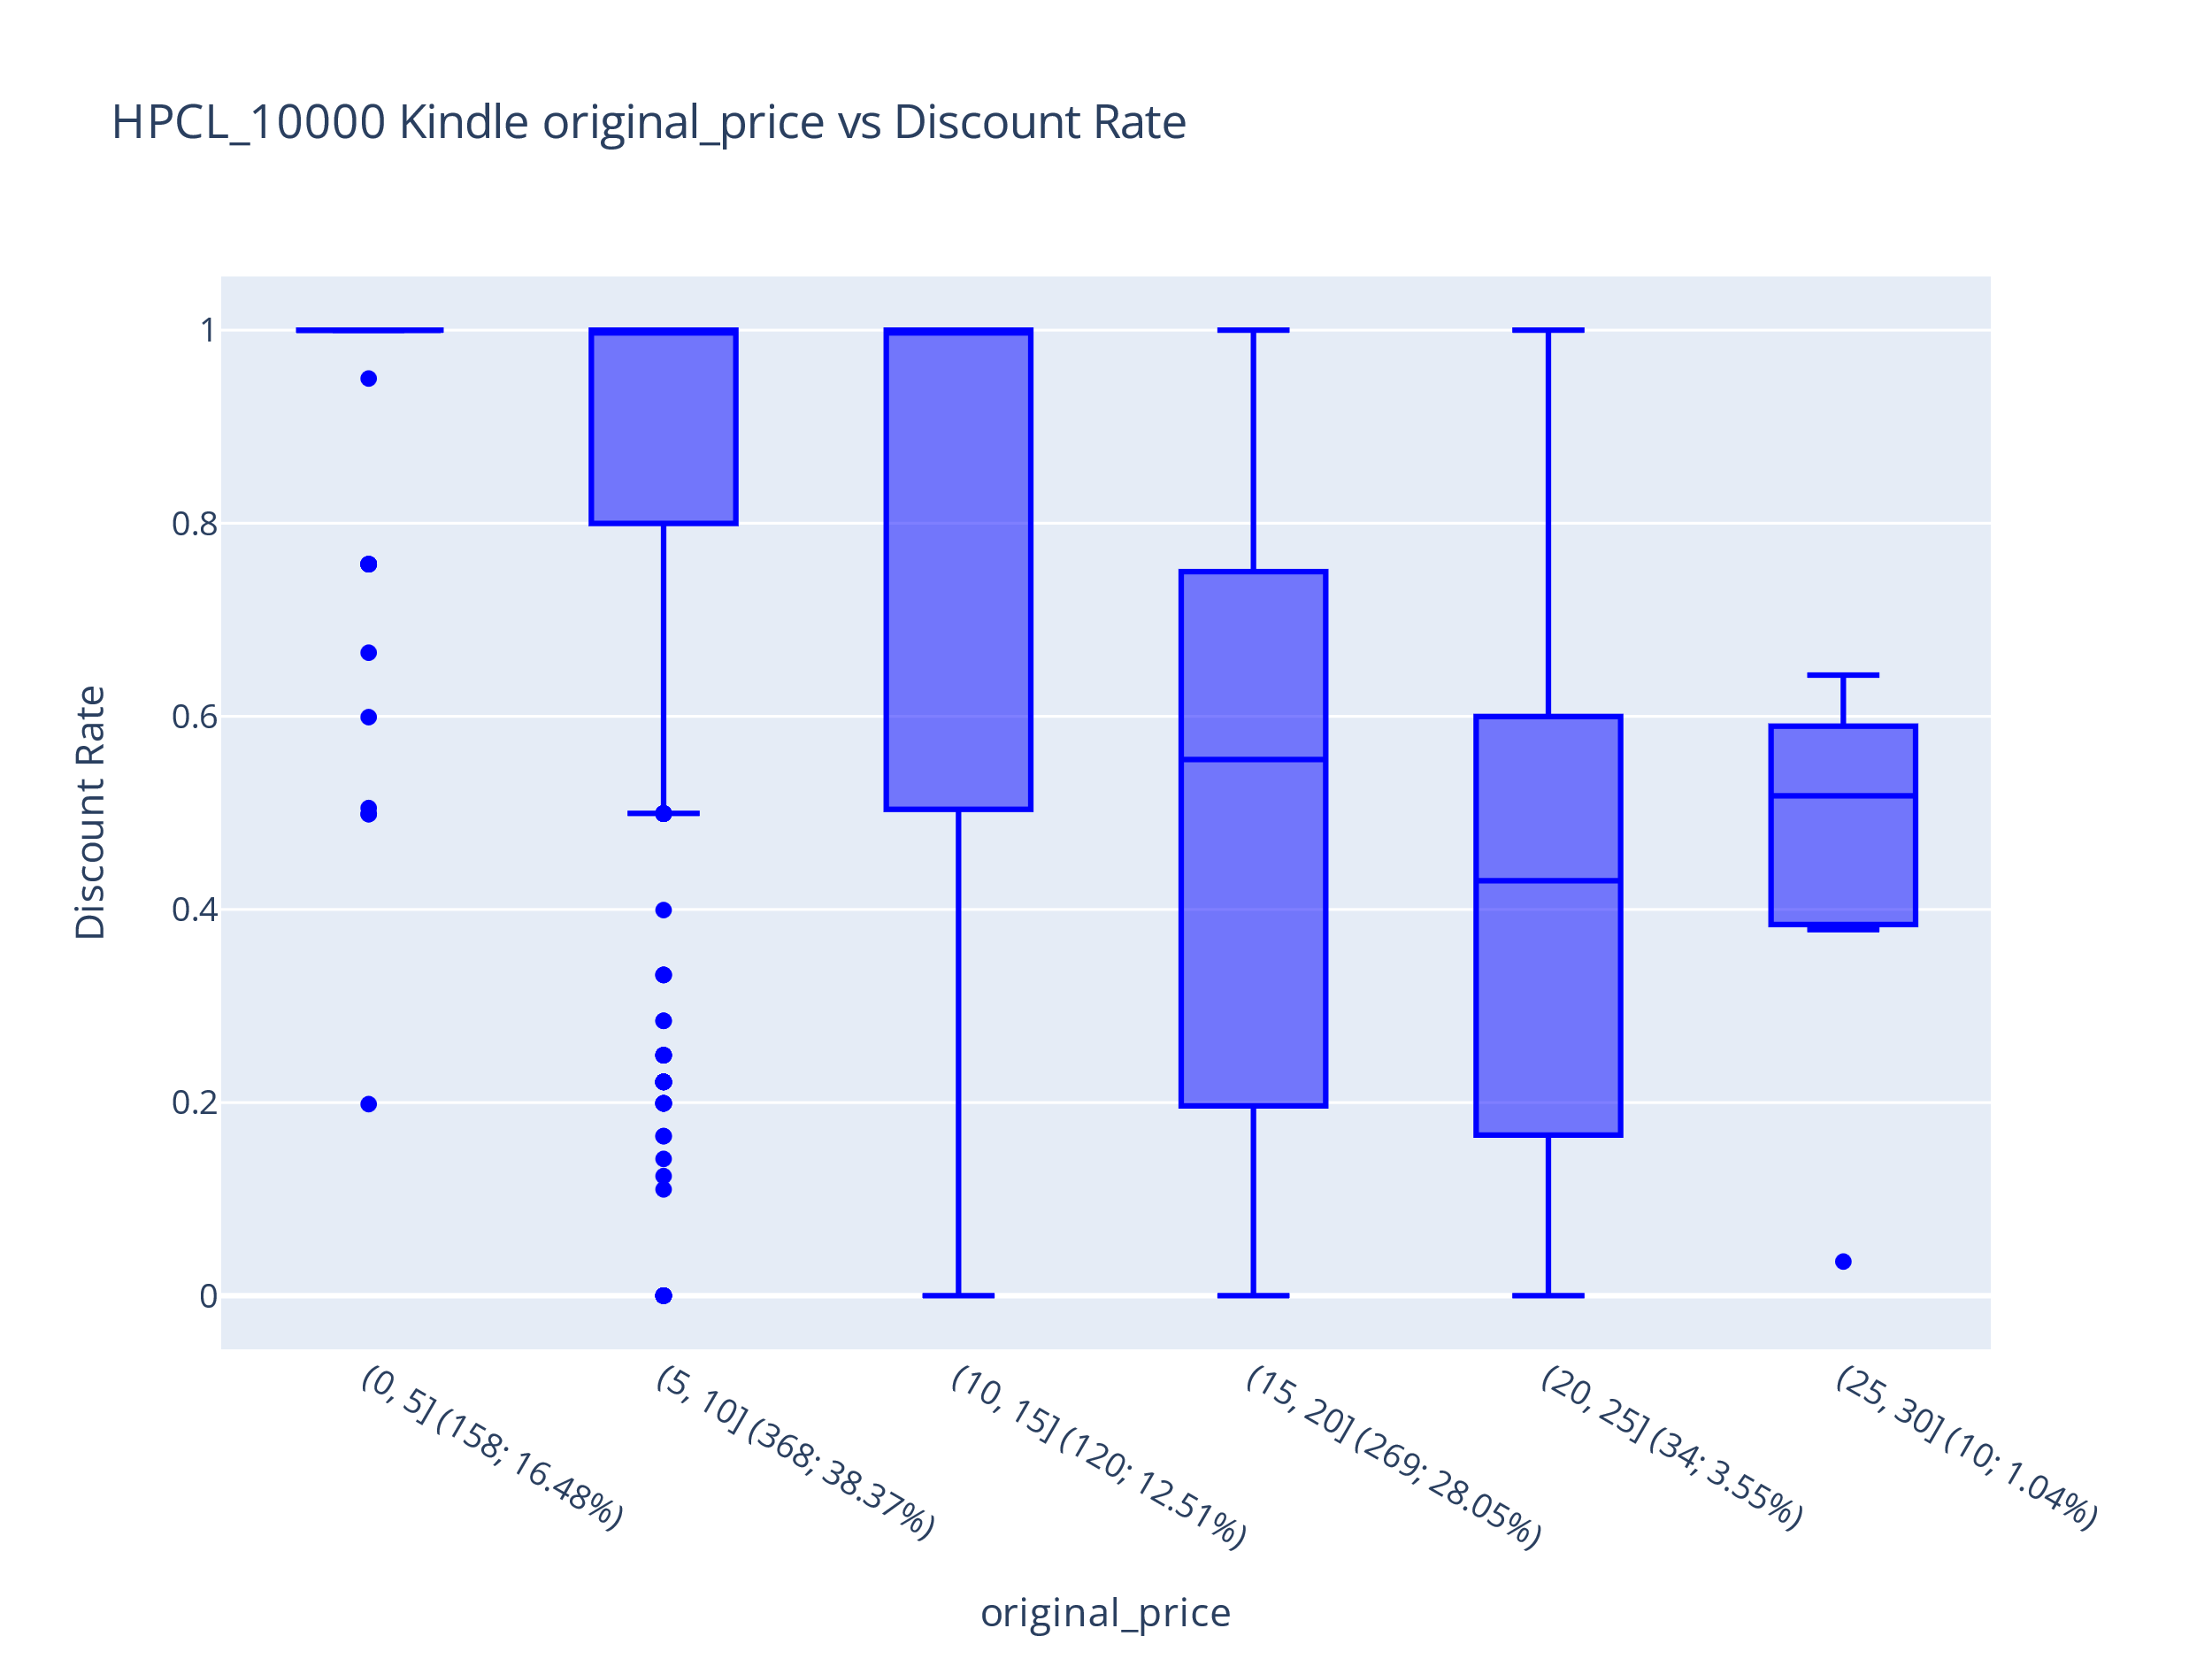 HPCL_10000 Kindle original_price vs Discount Rate
1
0.8
0.6
0.4
0.2
0
Discount Rate
(0, 5] (158; 16.48%)
(5, 10] (368; 38.37%)
(10, 15] (120; 12.51%)
(15, 20] (269; 28.05%)
(20, 25] (34; 3.55%)
(25, 30] (10; 1.04%)
original_price